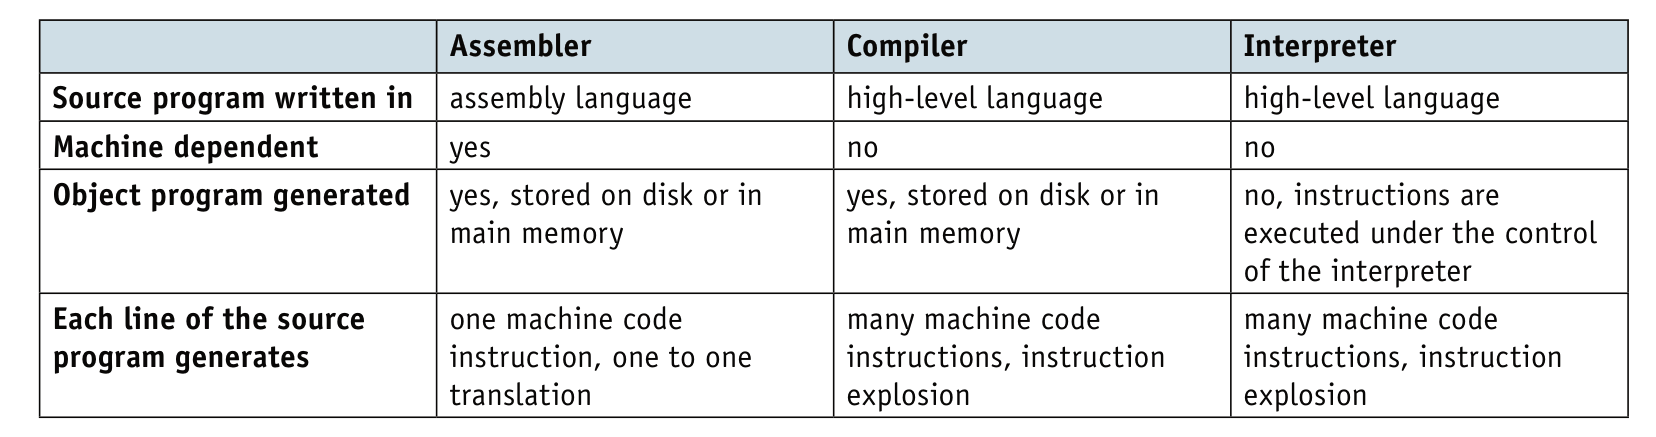 Assembler
Compiler
Interpreter
Source program written in
assembly language
high-level language
high-level language
Machine dependent
yes
no
no
Object program generated
yes, stored on disk or in
main memory
yes, stored on disk or in
main memory
no, instructions are
executed under the control
of the interpreter
Each line of the source
program generates
one machine code
instruction, one to one
translation
many machine code
instructions, instruction
explosion
many machine code
instructions, instruction
explosion